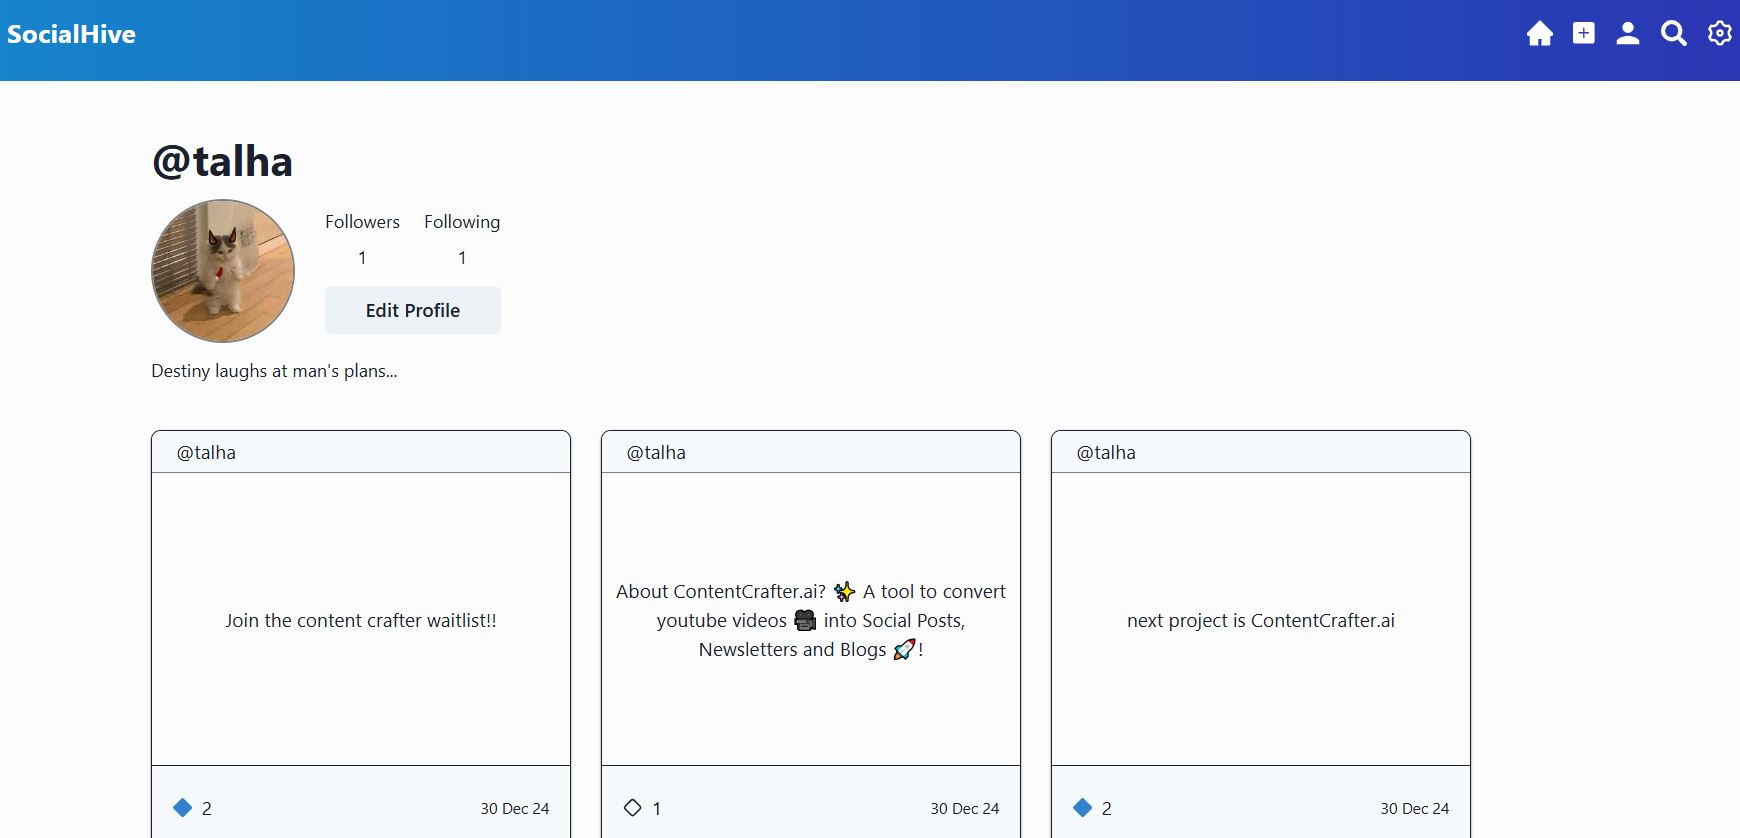 SocialHive
@talha
Followers Following
1 1
Edit Profile
Destiny laughs at man's plans...
@talha
Join the content crafter waitlist!!
2 30 Dec 24
@talha
About ContentCrafter.ai? ✨ A tool to convert
youtube videos 🎥 into Social Posts,
Newsletters and Blogs 🚀!
1 30 Dec 24
@talha
next project is ContentCrafter.ai
2 30 Dec 24